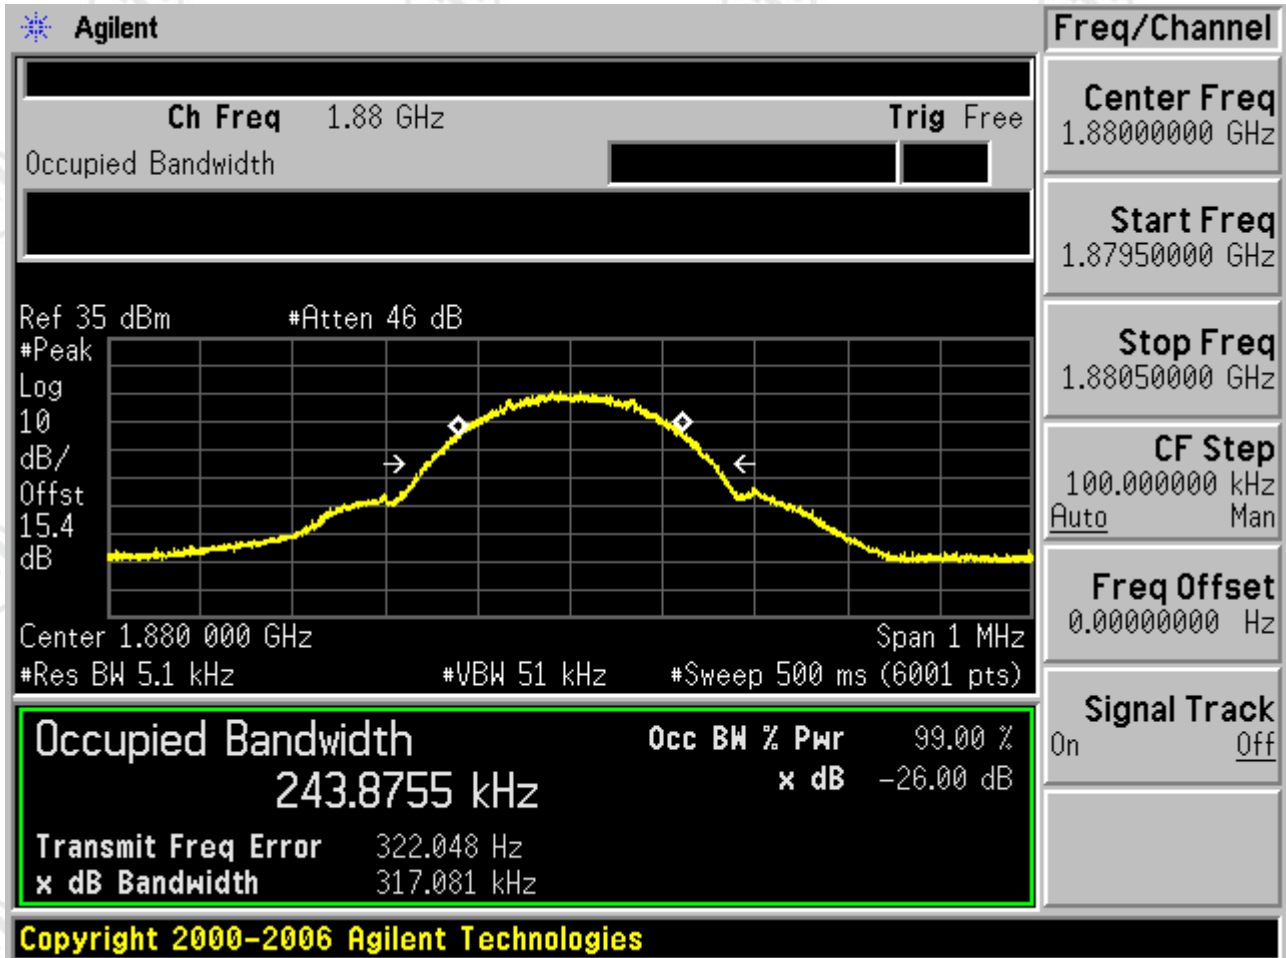 Agilent
Freq/Channel
Ch Freq 1.88 GHz Trig Free
Occupied Bandwidth
Center Freq
1.88000000 GHz
Start Freq
1.87950000 GHz
Stop Freq
1.88050000 GHz
CF Step
100.000000 kHz
Auto Man
Freq Offset
0.00000000 Hz
Signal Track
On Off
Ref 35 dBm #Atten 46 dB
#Peak
Log
10
dB/
Offst
15.4
dB
Center 1.880 000 GHz Span 1 MHz
#Res BW 5.1 kHz #VBW 51 kHz #Sweep 500 ms (6001 pts)
Occupied Bandwidth
243.8755 kHz
Occ BW % Pwr 99.00 %
x dB -26.00 dB
Transmit Freq Error 322.048 Hz
x dB Bandwidth 317.081 kHz
Copyright 2000-2006 Agilent Technologies